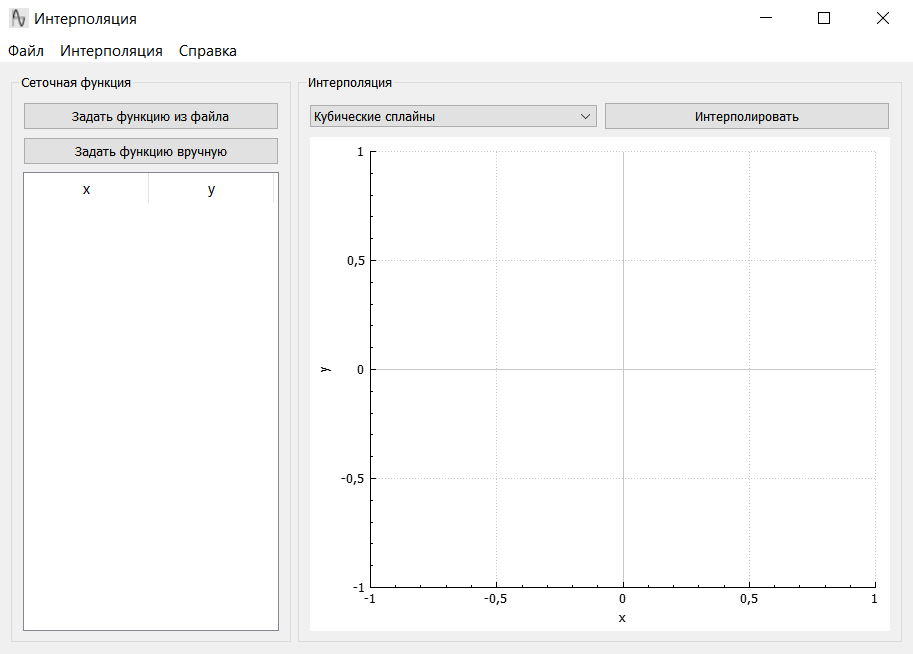 Интерполяция
Файл Интерполяция Справка
Сеточная функция
Задать функцию из файла
Задать функцию вручную
x y
Интерполяция
Кубические сплайны
Интерполировать
1
0,5
0
-0,5
-1
y
-1 -0,5 0 0,5 1
x